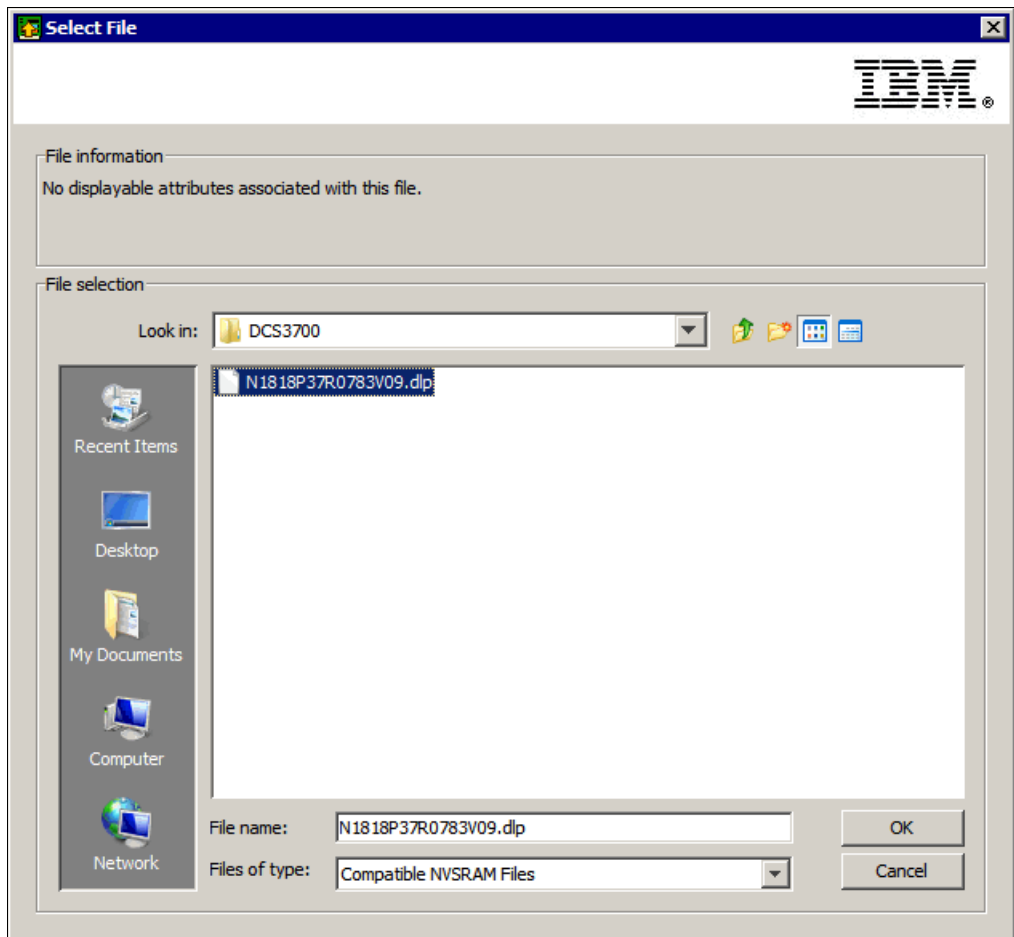 Select File
IBM®
File information
No displayable attributes associated with this file.
File selection
Look in: DCS3700
N1818P37R0783V09.dlp
Recent Items
Desktop
My Documents
Computer
Network
File name: N1818P37R0783V09.dlp OK
Files of type: Compatible NVSRAM Files Cancel